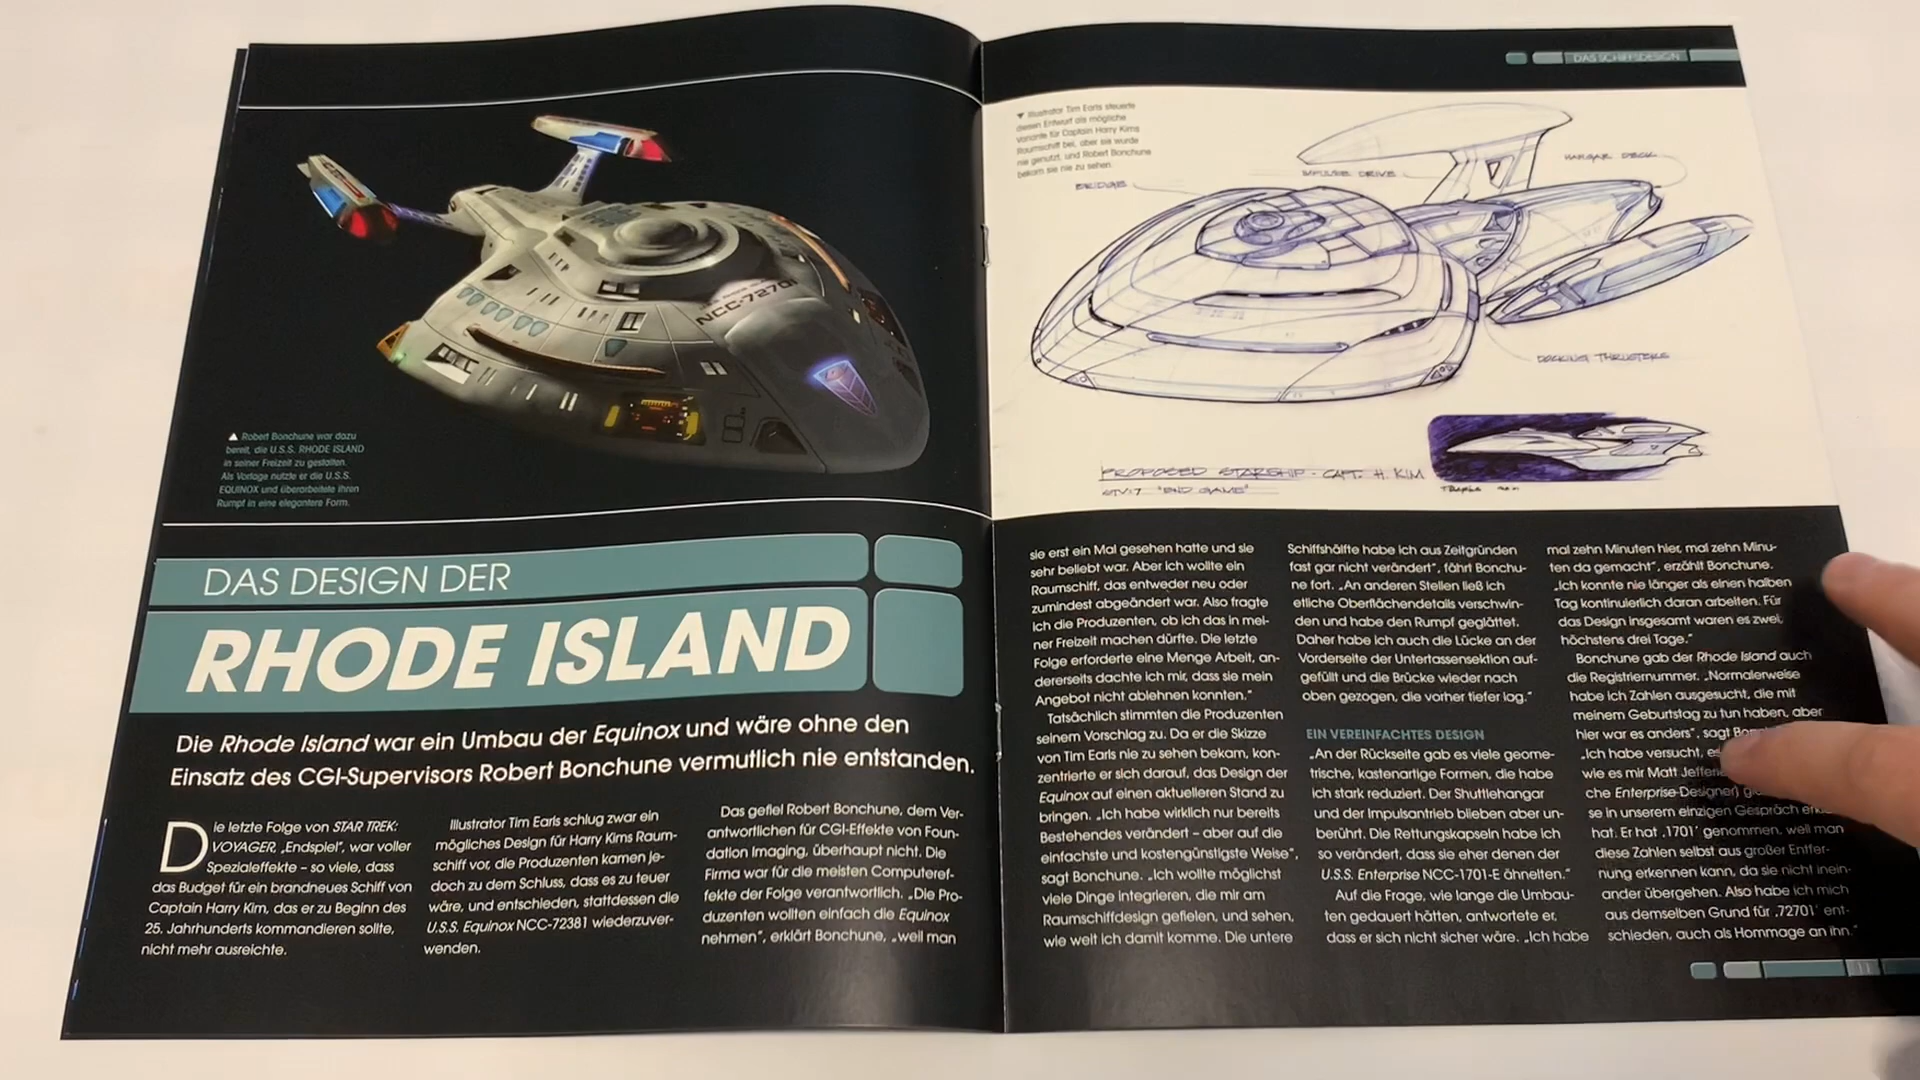 DAS SCHIFFSDESIGN
NCC-72701
▲ Robert Bonchune war dazu
bereit, die U.S.S. RHODE ISLAND
in seiner Freizeit zu gestalten.
Als Vorlage nutzte er die U.S.S.
EQUINOX und überarbeitete ihren
Rumpf in eine elegantere Form.
▼ Illustrator Tim Earls steuerte
diesen Entwurf als mögliche
Variante für Captain Harry Kims
Raumschiff bei, aber sie wurde
nie genutzt, und Robert Bonchune
bekam sie nie zu sehen.
BRIDGE
IMPULSE DRIVE
HANGAR DECK
DOCKING THRUSTERS
PROPOSED STARSHIP - CAPT. H. KIM
"END GAME"
DAS DESIGN DER
RHODE ISLAND
Die Rhode Island war ein Umbau der Equinox und wäre ohne den
Einsatz des CGI-Supervisors Robert Bonchune vermutlich nie entstanden.
Die letzte Folge von STAR TREK:
VOYAGER, „Endspiel", war voller
Spezialeffekte – so viele, dass
das Budget für ein brandneues Schiff von
Captain Harry Kim, das er zu Beginn des
25. Jahrhunderts kommandieren sollte,
nicht mehr ausreichte.
Illustrator Tim Earls schlug zwar ein
mögliches Design für Harry Kims Raum-
schiff vor, die Produzenten kamen je-
doch zu dem Schluss, dass es zu teuer
wäre, und entschieden, stattdessen die
U.S.S. Equinox NCC-72381 wiederzuver-
wenden.
Das gefiel Robert Bonchune, dem Ver-
antwortlichen für CGI-Effekte von Foun-
dation Imaging, überhaupt nicht. Die
Firma war für die meisten Computeref-
fekte der Folge verantwortlich. „Die Pro-
duzenten wollten einfach die Equinox
nehmen", erklärt Bonchune, „weil man
sie erst ein Mal gesehen hatte und sie
sehr beliebt war. Aber ich wollte ein
Raumschiff, das entweder neu oder
zumindest abgeändert war. Also fragte
ich die Produzenten, ob ich das in mei-
ner Freizeit machen dürfte. Die letzte
Folge erforderte eine Menge Arbeit, an-
dererseits dachte ich mir, dass sie mein
Angebot nicht ablehnen konnten."
Tatsächlich stimmten die Produzenten
seinem Vorschlag zu. Da er die Skizze
von Tim Earls nie zu sehen bekam, kon-
zentrierte er sich darauf, das Design der
Equinox auf einen aktuelleren Stand zu
bringen. „Ich habe wirklich nur bereits
Bestehendes verändert – aber auf die
einfachste und kostengünstigste Weise",
sagt Bonchune. „Ich wollte möglichst
viele Dinge integrieren, die mir am
Raumschiffdesign gefielen, und sehen,
wie weit ich damit komme. Die untere
Schiffshälfte habe ich aus Zeitgründen
fast gar nicht verändert", fährt Bonchu-
ne fort. „An anderen Stellen ließ ich
etliche Oberflächendetails verschwin-
den und habe den Rumpf geglättet.
Daher habe ich auch die Lücke an der
Vorderseite der Untertassensektion auf-
gefüllt und die Brücke wieder nach
oben gezogen, die vorher tiefer lag."
EIN VEREINFACHTES DESIGN
„An der Rückseite gab es viele geome-
trische, kastenartige Formen, die habe
ich stark reduziert. Der Shuttlehangar
und der Impulsantrieb blieben aber un-
berührt. Die Rettungskapseln habe ich
so verändert, dass sie eher denen der
U.S.S. Enterprise NCC-1701-E ähnelten."
Auf die Frage, wie lange die Umbau-
ten gedauert hätten, antwortete er,
dass er sich nicht sicher wäre. „Ich habe
mal zehn Minuten hier, mal zehn Minu-
ten da gemacht", erzählt Bonchune.
„Ich konnte nie länger als einen halben
Tag kontinuierlich daran arbeiten. Für
das Design insgesamt waren es zwei,
höchstens drei Tage."
Bonchune gab der Rhode Island auch
die Registriernummer. „Normalerweise
habe ich Zahlen ausgesucht, die mit
meinem Geburtstag zu tun haben, aber
hier war es anders", sagt
„Ich habe versucht,
wie es mir Matt
che Enterprise-Designer)
se in unserem einzigen Gespräch
hat. Er hat ‚1701' genommen, weil man
diese Zahlen selbst aus großer Entfer-
nung erkennen kann, da sie nicht inein-
ander übergehen. Also habe ich mich
aus demselben Grund für ‚72701' ent-
schieden, auch als Hommage an ihn."
11